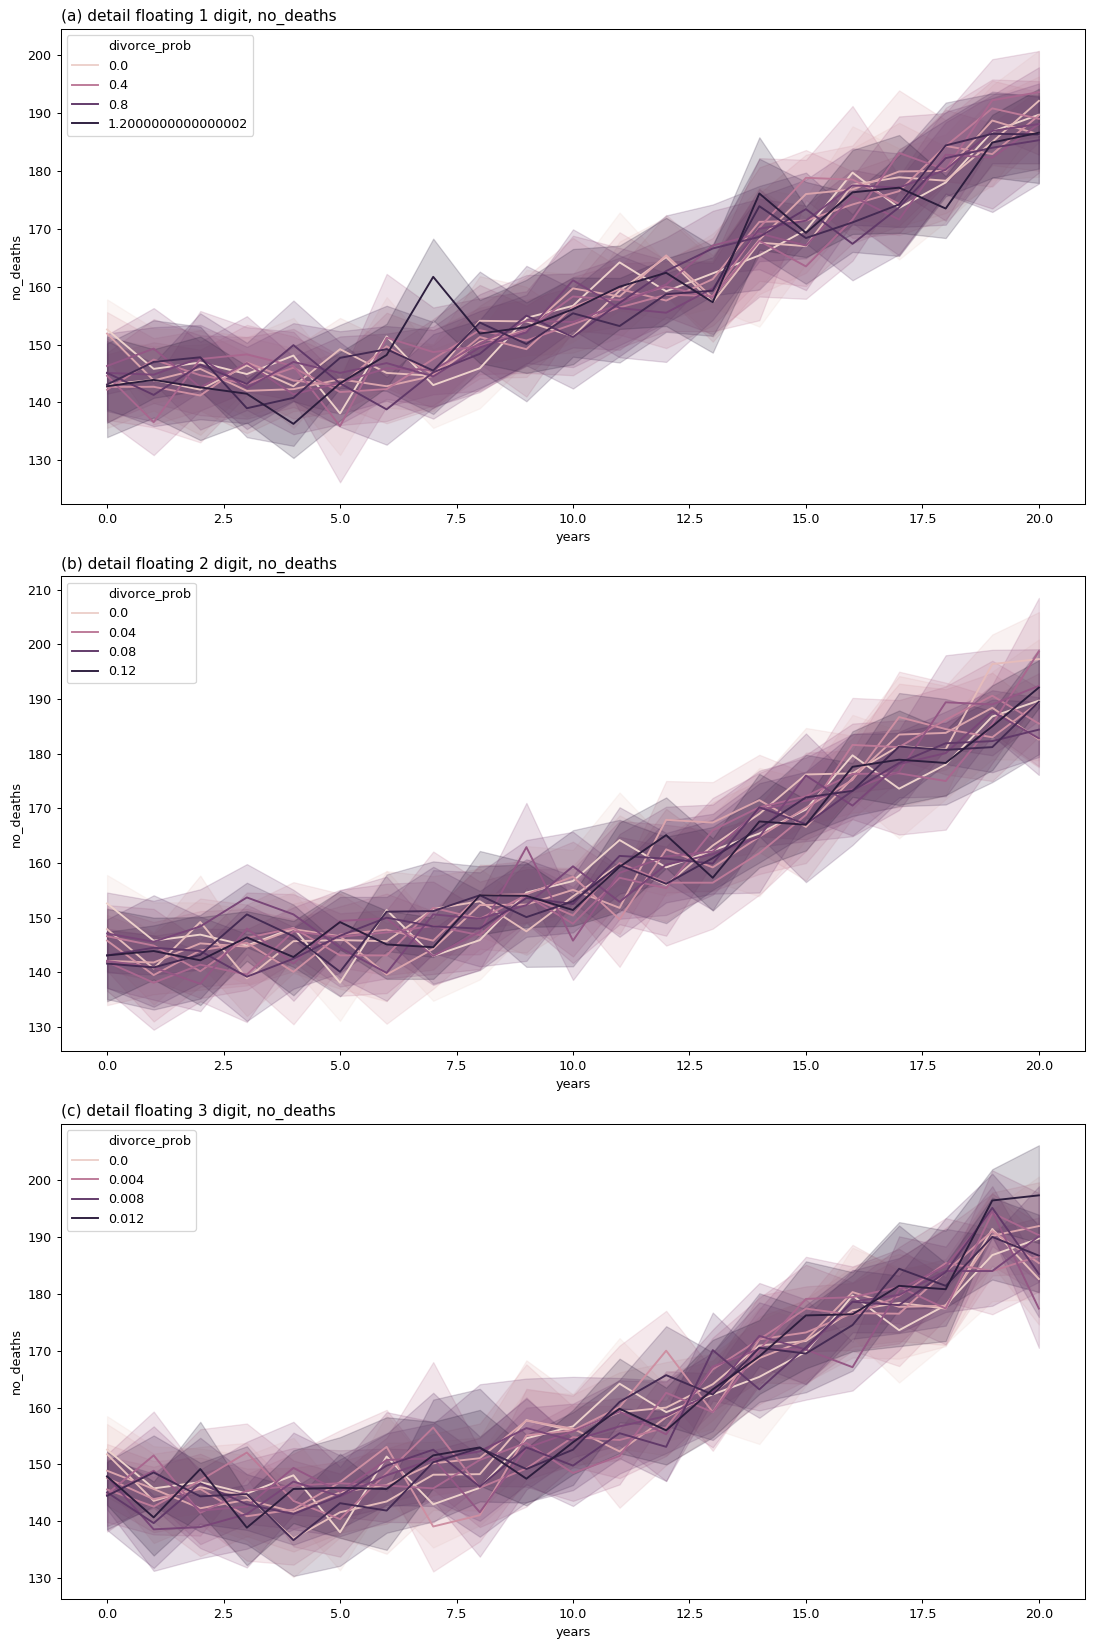 (a) detail floating 1 digit, no_deaths
divorce_prob
0.0
0.4
0.8
1.2000000000000002
200
190
180
170
160
150
140
130
no_deaths
0.0 2.5 5.0 7.5 10.0 12.5 15.0 17.5 20.0
years
(b) detail floating 2 digit, no_deaths
divorce_prob
0.0
0.04
0.08
0.12
210
200
190
180
170
160
150
140
130
no_deaths
0.0 2.5 5.0 7.5 10.0 12.5 15.0 17.5 20.0
years
(c) detail floating 3 digit, no_deaths
divorce_prob
0.0
0.004
0.008
0.012
200
190
180
170
160
150
140
130
no_deaths
0.0 2.5 5.0 7.5 10.0 12.5 15.0 17.5 20.0
years